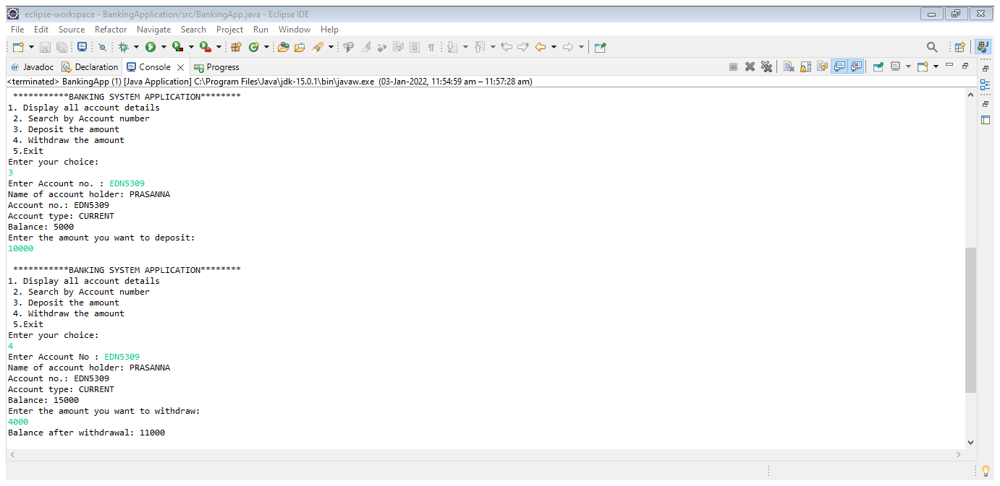 eclipse-workspace - BankingApplication/src/BankingApp.java - Eclipse IDE
File Edit Source Refactor Navigate Search Project Run Window Help
@ Javadoc Declaration Console Progress
<terminated> BankingApp (1) [Java Application] C:\Program Files\Java\jdk-15.0.1\bin\javaw.exe (03-Jan-2022, 11:54:59 am – 11:57:28 am)
***********BANKING SYSTEM APPLICATION********
1. Display all account details
2. Search by Account number
3. Deposit the amount
4. Withdraw the amount
5.Exit
Enter your choice:
3
Enter Account no. : EDN5309
Name of account holder: PRASANNA
Account no.: EDN5309
Account type: CURRENT
Balance: 5000
Enter the amount you want to deposit:
10000
***********BANKING SYSTEM APPLICATION********
1. Display all account details
2. Search by Account number
3. Deposit the amount
4. Withdraw the amount
5.Exit
Enter your choice:
4
Enter Account No : EDN5309
Name of account holder: PRASANNA
Account no.: EDN5309
Account type: CURRENT
Balance: 15000
Enter the amount you want to withdraw:
4000
Balance after withdrawal: 11000